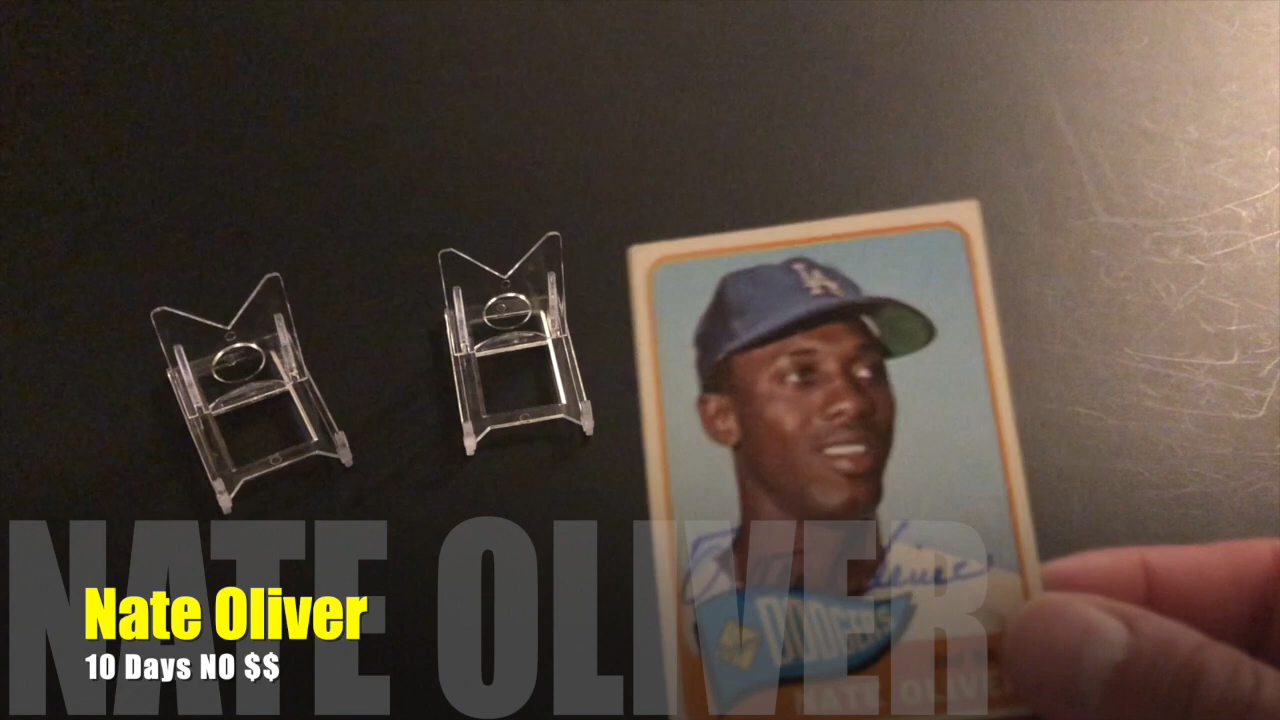 LA
DODGERS
NATE OLIVER
NATE OLIVER
Nate Oliver
10 Days NO $$